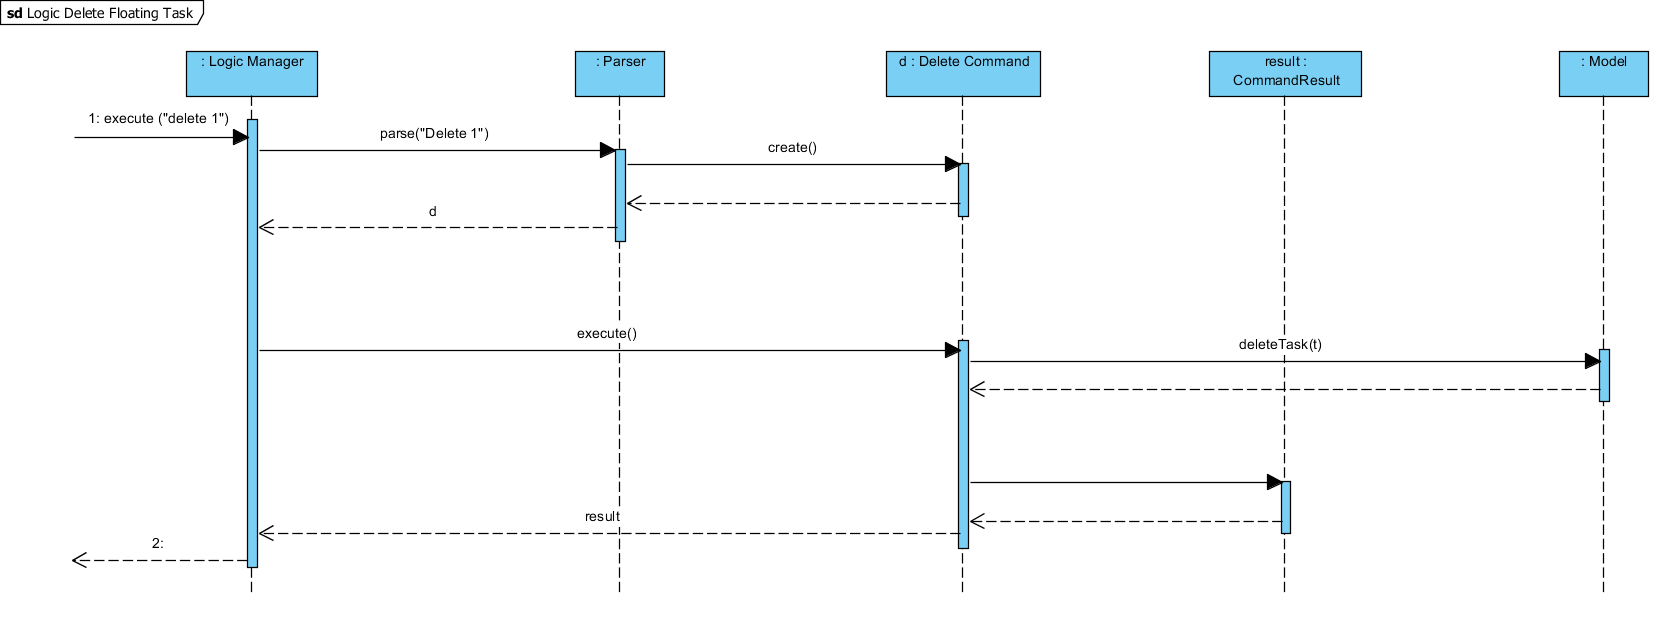 sd Logic Delete Floating Task
: Logic Manager
: Parser
d : Delete Command
result :
CommandResult
: Model
1: execute ("delete 1")
parse("Delete 1")
create()
d
execute()
deleteTask(t)
result
2: